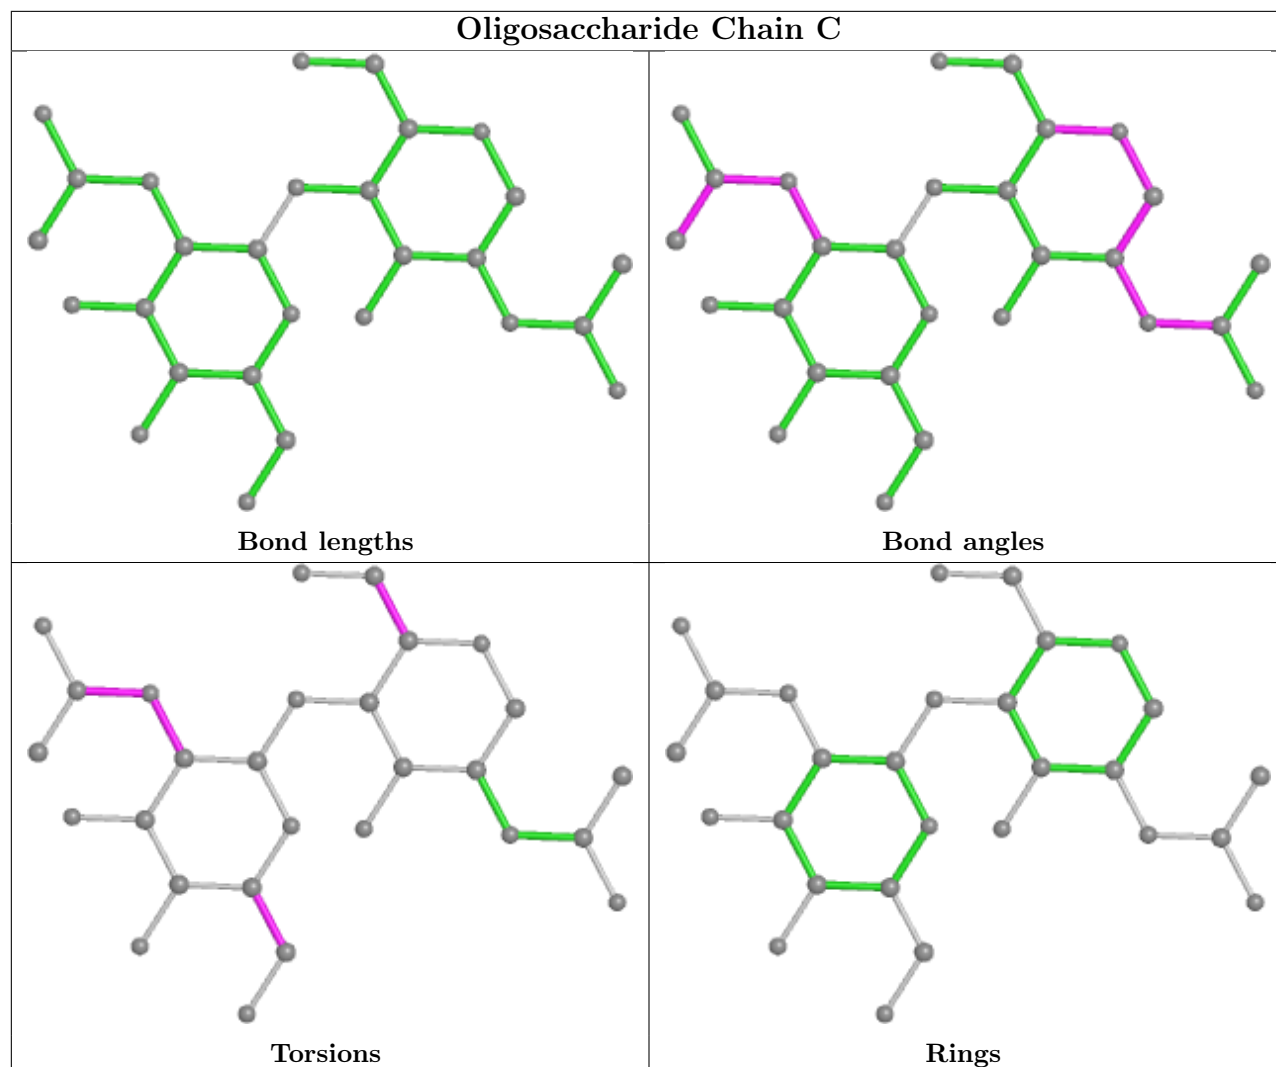 Oligosaccharide Chain C
Bond lengths
Bond angles
Torsions
Rings